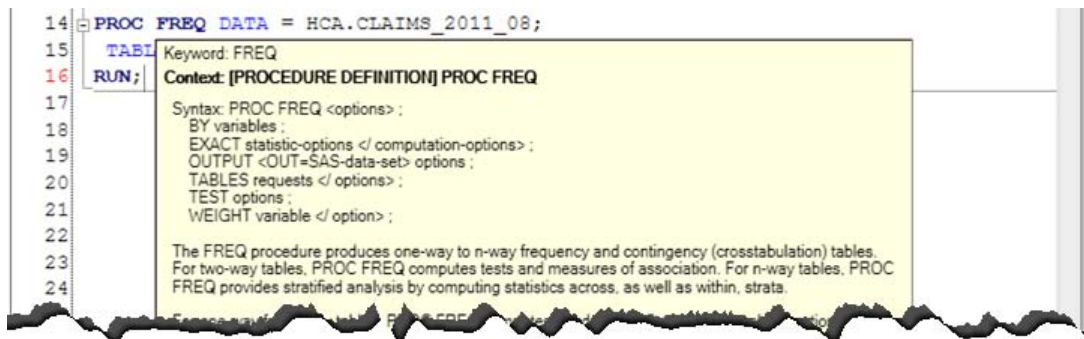 14 PROC FREQ DATA = HCA.CLAIMS_2011_08;
15 TABL
16 RUN;
17
18
19
20
21
22
23
24
Keyword: FREQ
Context: [PROCEDURE DEFINITION] PROC FREQ
Syntax: PROC FREQ <options> ;
BY variables ;
EXACT statistic-options </ computation-options> ;
OUTPUT <OUT=SAS-data-set> options ;
TABLES requests </ options> ;
TEST options ;
WEIGHT variable </ option> ;
The FREQ procedure produces one-way to n-way frequency and contingency (crosstabulation) tables.
For two-way tables, PROC FREQ computes tests and measures of association. For n-way tables, PROC
FREQ provides stratified analysis by computing statistics across, as well as within, strata.